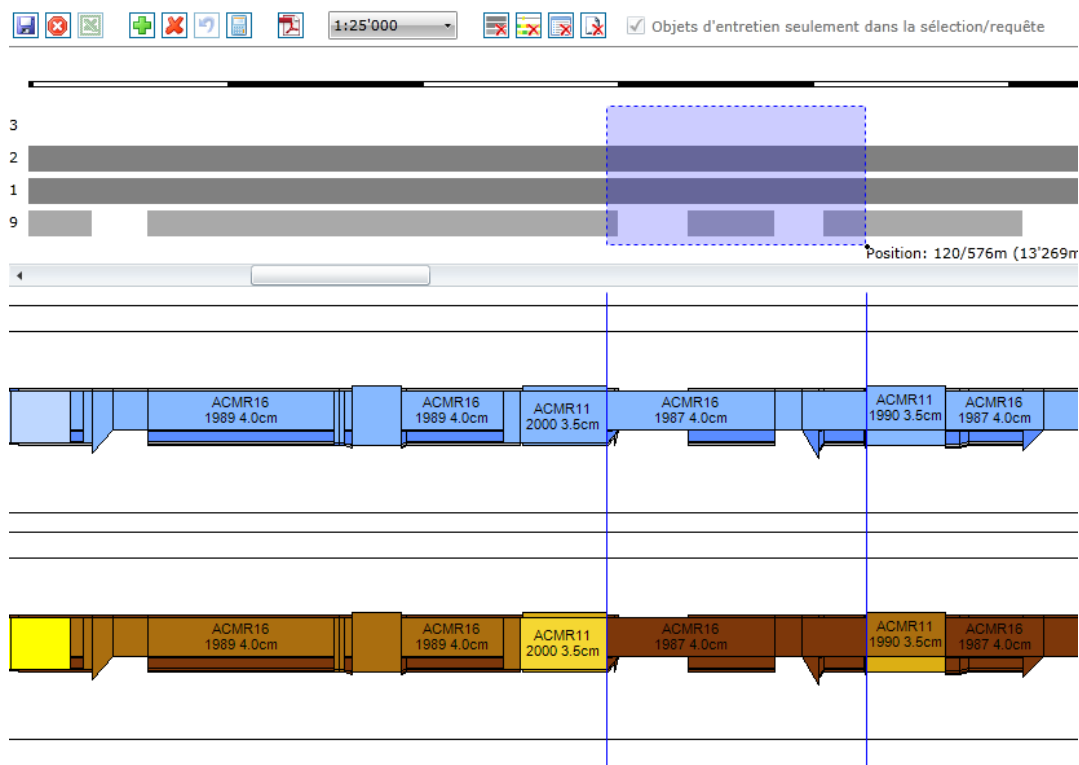 1:25'000
Objets d'entretien seulement dans la sélection/requête
3
2
1
9
Position: 120/576m (13'269m
ACMR16
1989 4.0cm
ACMR16
1989 4.0cm
ACMR11
2000 3.5cm
ACMR16
1987 4.0cm
ACMR11
1990 3.5cm
ACMR16
1987 4.0cm
ACMR16
1989 4.0cm
ACMR16
1989 4.0cm
ACMR11
2000 3.5cm
ACMR16
1987 4.0cm
ACMR11
1990 3.5cm
ACMR16
1987 4.0cm